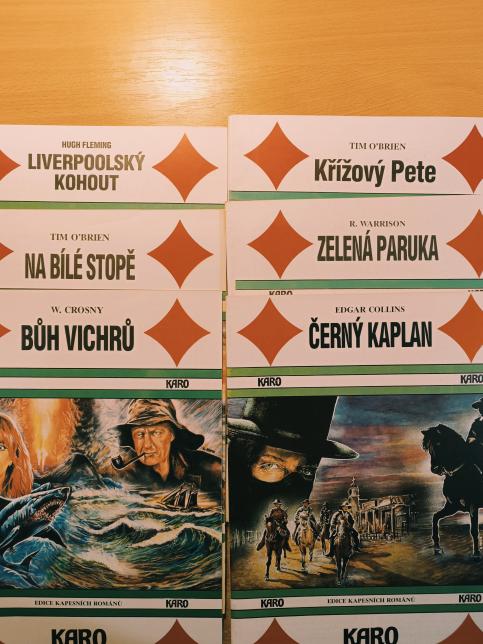 HUGH FLEMING
LIVERPOOLSKÝ
KOHOUT
TIM O'BRIEN
NA BÍLÉ STOPĚ
W. CROSNY
BŮH VICHRŮ
KARO
EDICE KAPESNÍCH ROMÁNŮ
KARO
KARO
TIM O'BRIEN
Křížový Pete
R. WARRISON
ZELENÁ PARUKA
KARO
EDGAR COLLINS
ČERNÝ KAPLAN
KARO
KARO
EDICE KAPESNÍCH ROMÁNŮ
KARO
KARO